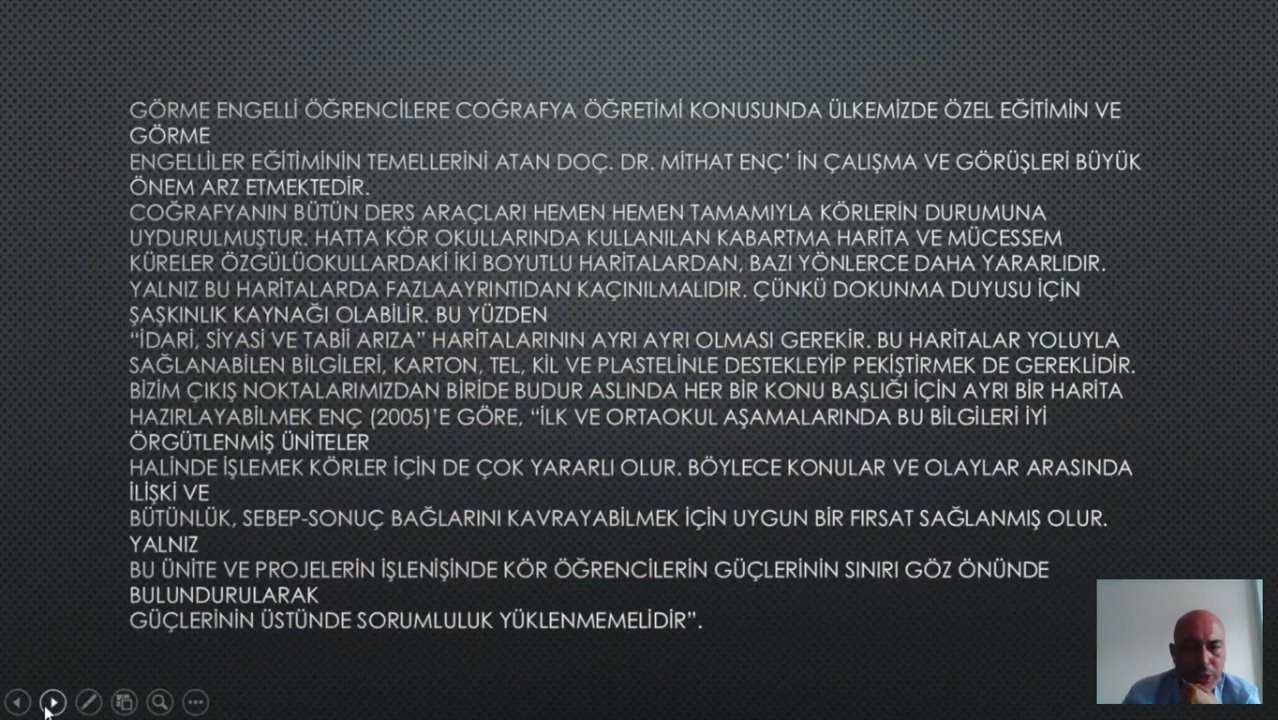 GÖRME ENGELLİ ÖĞRENCİLERE COĞRAFYA ÖĞRETİMİ KONUSUNDA ÜLKEMİZDE ÖZEL EĞİTİMİN VE
GÖRME
ENGELLİLER EĞİTİMİNİN TEMELLERİNİ ATAN DOÇ. DR. MİTHAT ENÇ' İN ÇALIŞMA VE GÖRÜŞLERİ BÜYÜK
ÖNEM ARZ ETMEKTEDİR.
COĞRAFYANIN BÜTÜN DERS ARAÇLARI HEMEN HEMEN TAMAMIYLA KÖRLERİN DURUMUNA
UYDURULMUŞTUR. HATTA KÖR OKULLARINDA KULLANILAN KABARTMA HARİTA VE MÜCESSEM
KÜRELER ÖZGÜLÜOKULLARDAKİ İKİ BOYUTLU HARİTALARDAN, BAZI YÖNLERCE DAHA YARARLIDIR.
YALNIZ BU HARİTALARDA FAZLAAYRINTIDAN KAÇINILMALIDIR. ÇÜNKÜ DOKUNMA DUYUSU İÇİN
ŞAŞKINLIK KAYNAĞI OLABİLİR. BU YÜZDEN
“İDARİ, SİYASİ VE TABİİ ARIZA” HARİTALARININ AYRI AYRI OLMASI GEREKİR. BU HARİTALAR YOLUYLA
SAĞLANABİLEN BİLGİLERİ, KARTON, TEL, KİL VE PLASTELİNLE DESTEKLEYİP PEKİŞTİRMEK DE GEREKLİDİR.
BİZİM ÇIKIŞ NOKTALARIMIZDAN BİRİDE BUDUR ASLINDA HER BİR KONU BAŞLIĞI İÇİN AYRI BİR HARİTA
HAZIRLAYABİLMEK ENÇ (2005)'E GÖRE, “İLK VE ORTAOKUL AŞAMALARINDA BU BİLGİLERİ İYİ
ÖRGÜTLENMİŞ ÜNİTELER
HALİNDE İŞLEMEK KÖRLER İÇİN DE ÇOK YARARLI OLUR. BÖYLECE KONULAR VE OLAYLAR ARASINDA
İLİŞKİ VE
BÜTÜNLÜK, SEBEP-SONUÇ BAĞLARINI KAVRAYABİLMEK İÇİN UYGUN BİR FIRSAT SAĞLANMIŞ OLUR.
YALNIZ
BU ÜNİTE VE PROJELERİN İŞLENİŞİNDE KÖR ÖĞRENCİLERİN GÜÇLERİNİN SINIRI GÖZ ÖNÜNDE
BULUNDURULARAK
GÜÇLERİNİN ÜSTÜNDE SORUMLULUK YÜKLENMEMELİDİR”.